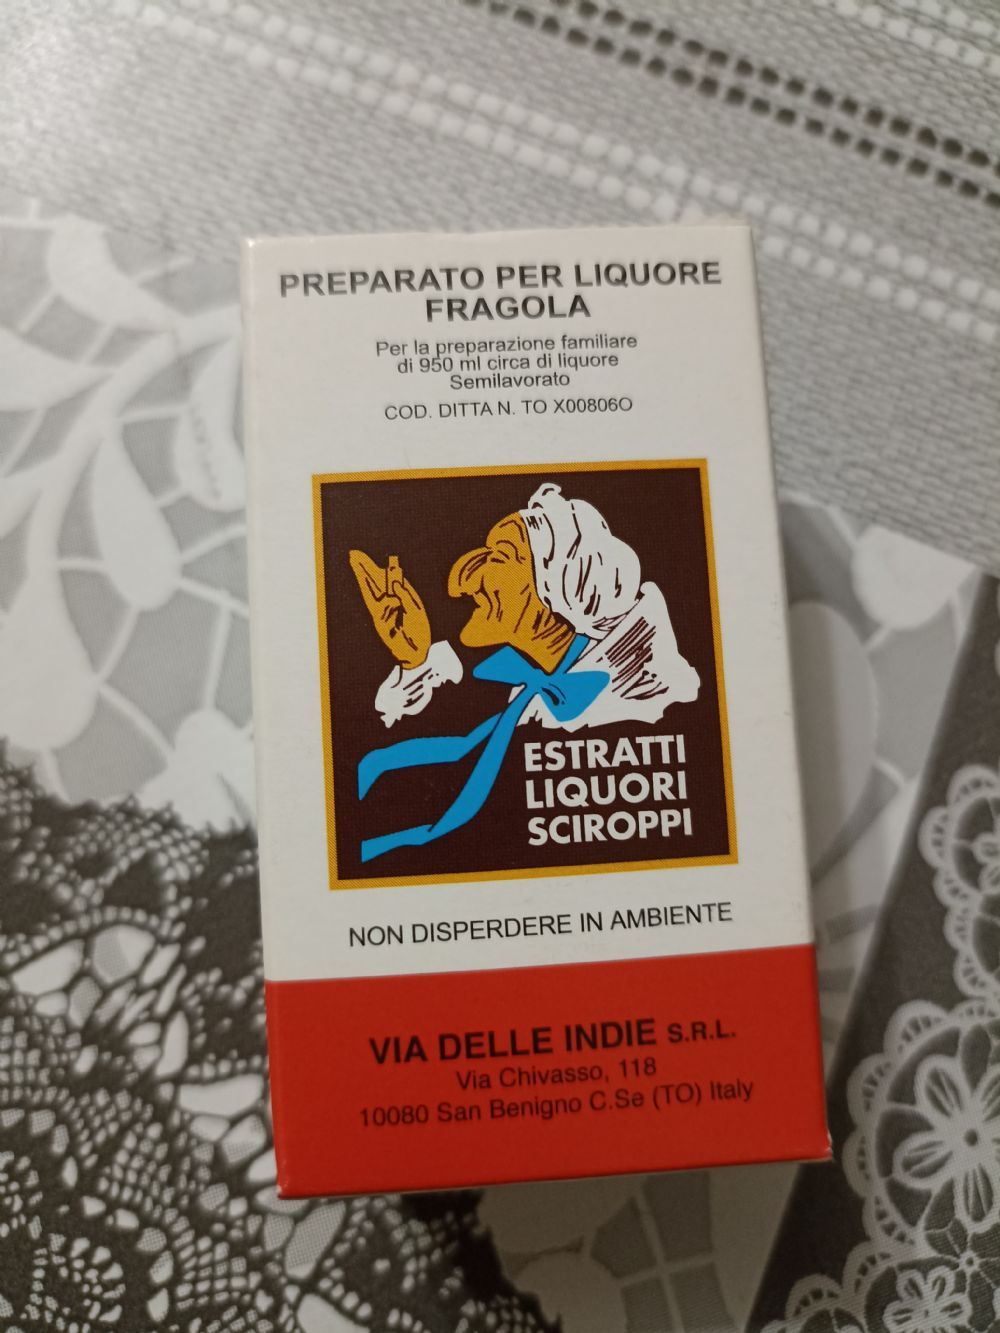 PREPARATO PER LIQUORE
FRAGOLA
Per la preparazione familiare
di 950 ml circa di liquore
Semilavorato
COD. DITTA N. TO X00806O
ESTRATTI
LIQUORI
SCIROPPI
NON DISPERDERE IN AMBIENTE
VIA DELLE INDIE S.R.L.
Via Chivasso, 118
10080 San Benigno C.Se (TO) Italy